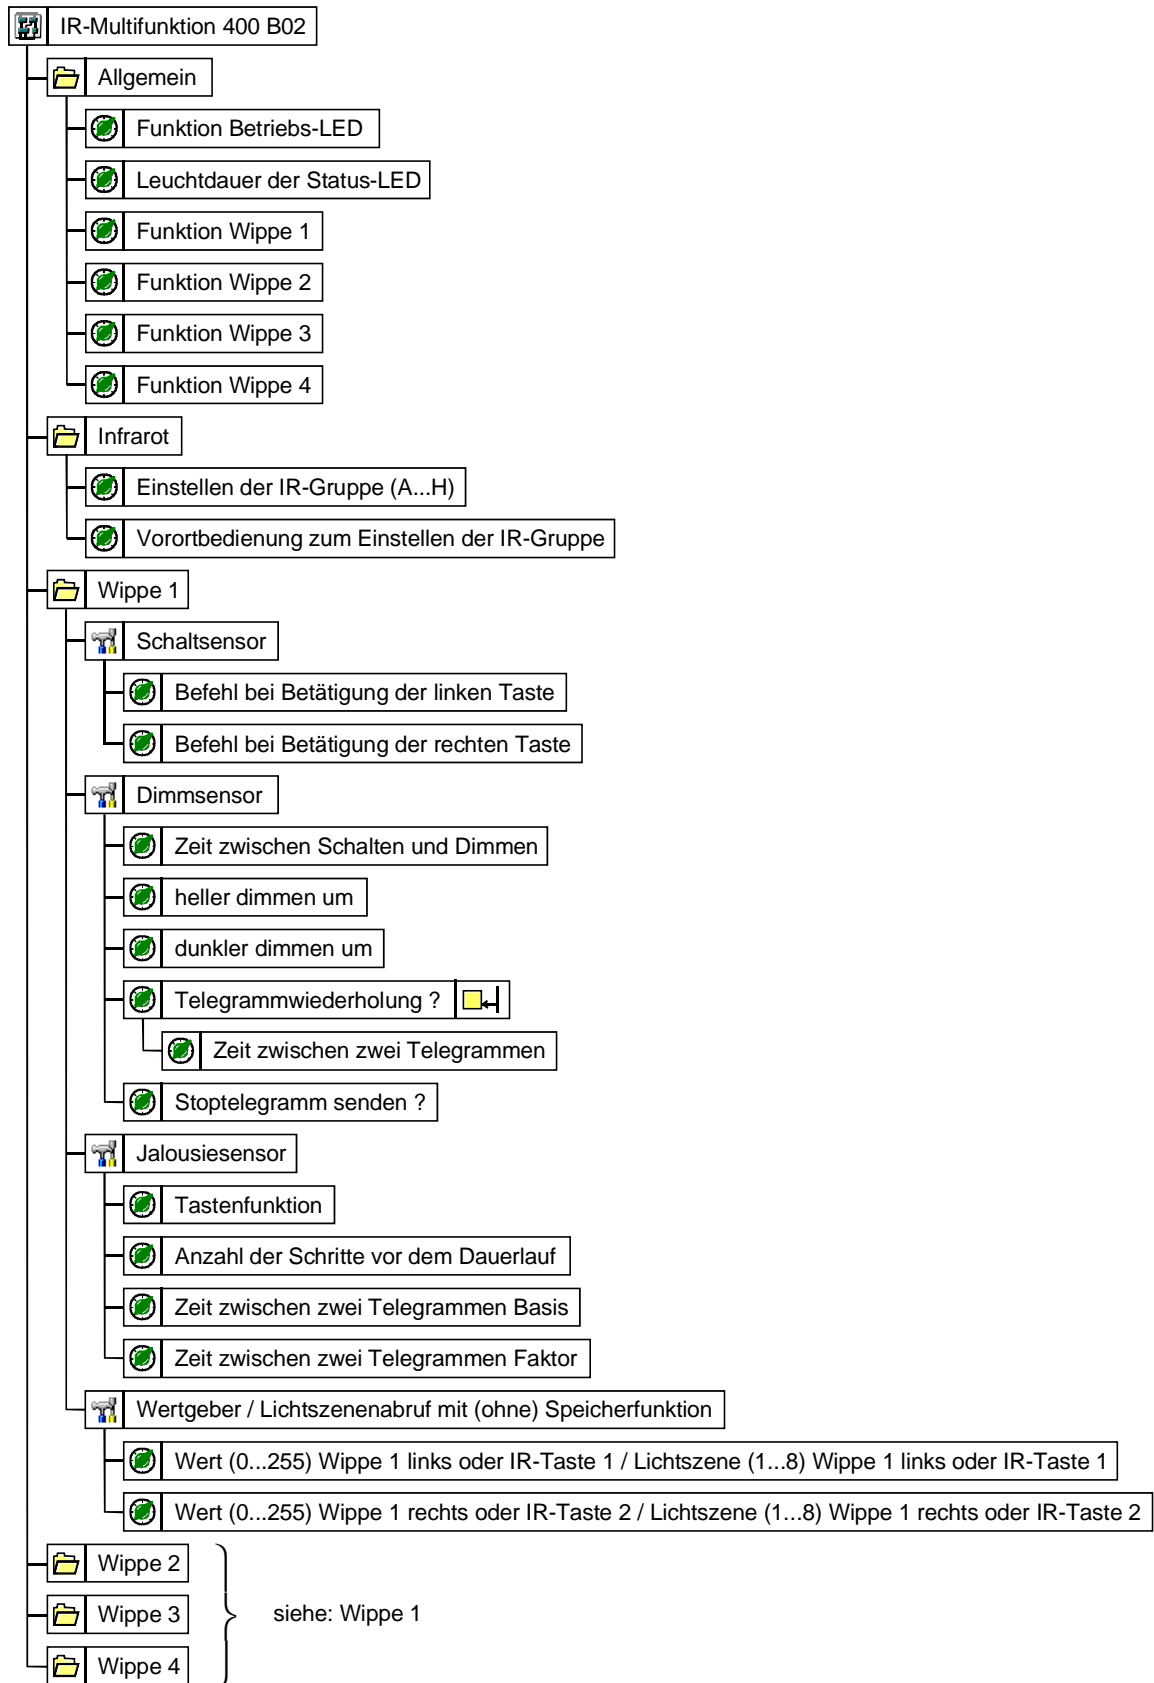 IR-Multifunktion 400 B02
Allgemein
Funktion Betriebs-LED
Leuchtdauer der Status-LED
Funktion Wippe 1
Funktion Wippe 2
Funktion Wippe 3
Funktion Wippe 4
Infrarot
Einstellen der IR-Gruppe (A...H)
Vorortbedienung zum Einstellen der IR-Gruppe
Wippe 1
Schaltsensor
Befehl bei Betätigung der linken Taste
Befehl bei Betätigung der rechten Taste
Dimmsensor
Zeit zwischen Schalten und Dimmen
heller dimmen um
dunkler dimmen um
Telegrammwiederholung ?
Zeit zwischen zwei Telegrammen
Stoptelegramm senden ?
Jalousiesensor
Tastenfunktion
Anzahl der Schritte vor dem Dauerlauf
Zeit zwischen zwei Telegrammen Basis
Zeit zwischen zwei Telegrammen Faktor
Wertgeber / Lichtszenenabruf mit (ohne) Speicherfunktion
Wert (0...255) Wippe 1 links oder IR-Taste 1 / Lichtszene (1...8) Wippe 1 links oder IR-Taste 1
Wert (0...255) Wippe 1 rechts oder IR-Taste 2 / Lichtszene (1...8) Wippe 1 rechts oder IR-Taste 2
Wippe 2
Wippe 3
siehe: Wippe 1
Wippe 4